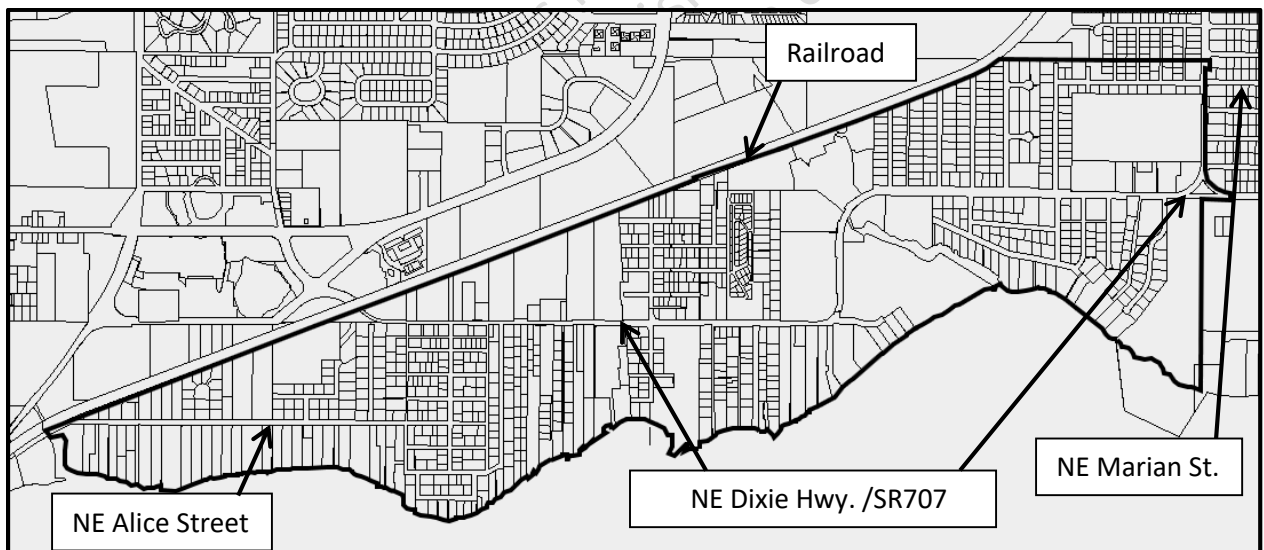 Railroad
NE Marian St.
NE Dixie Hwy. /SR707
NE Alice Street